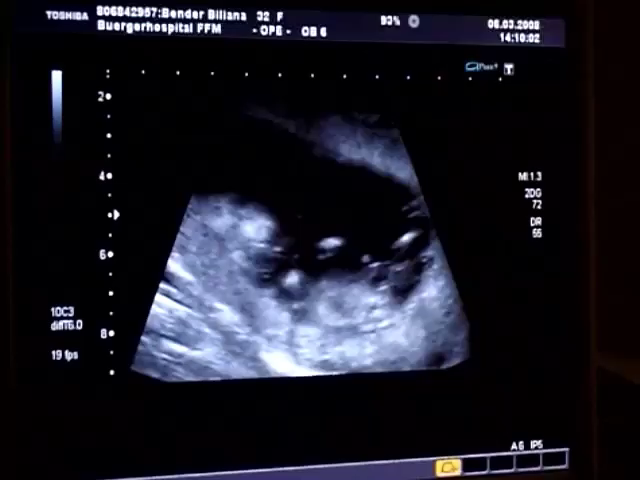 TOSHIBA 806842957:Bender Biliana 32 F 93% 06.03.2008
Buergerhospital FFM - OPE - OB 6 14:10:02
T
2
4
MI:1.3
2DG
72
DR
55
6
10C3
diffT6.0
8
19 fps
A6 IP5